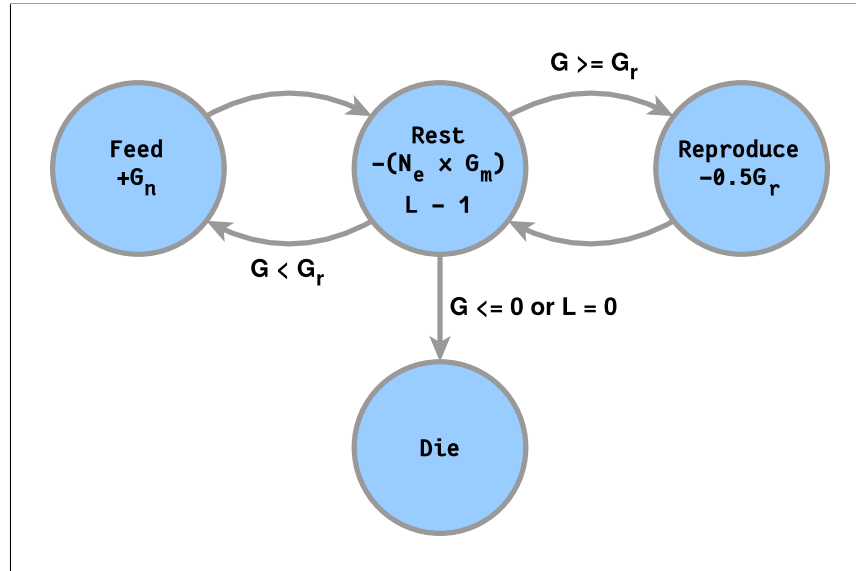 G >= Gr
Feed
+Gn
Rest
-(Ne x Gm)
L - 1
Reproduce
-0.5Gr
G < Gr
G <= 0 or L = 0
Die